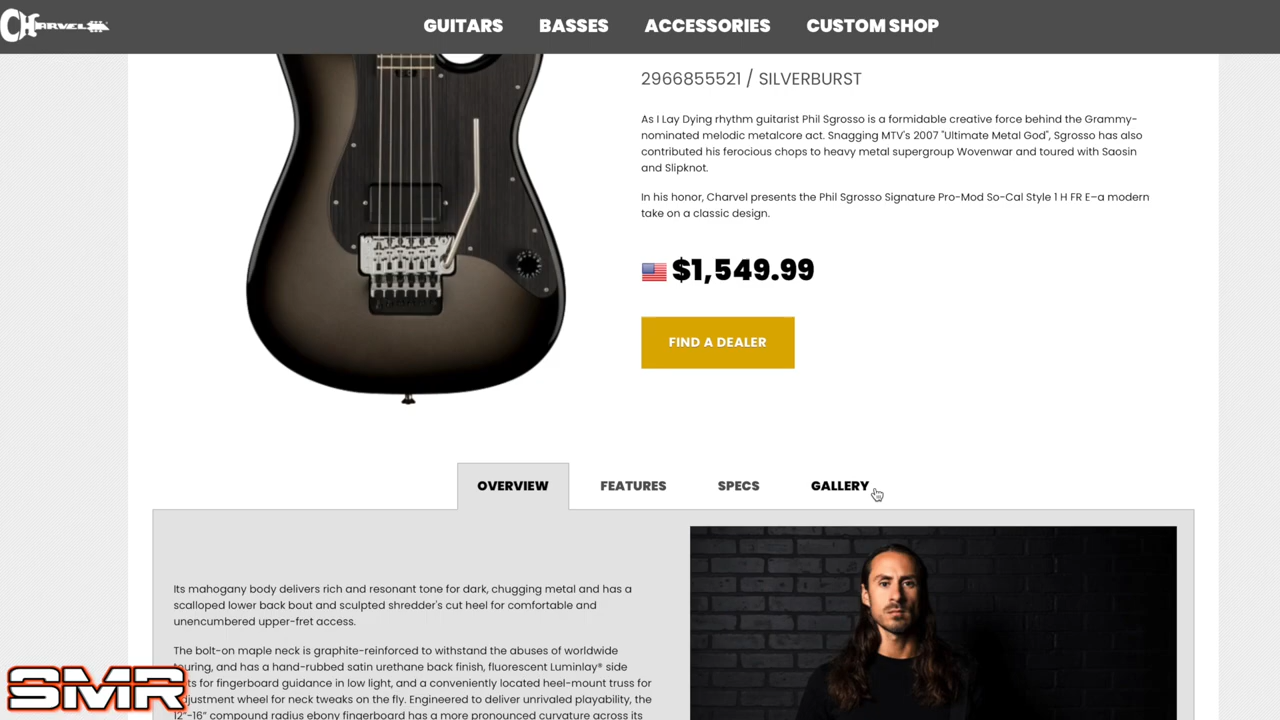 CHARVEL
GUITARS BASSES ACCESSORIES CUSTOM SHOP
2966855521 / SILVERBURST
As I Lay Dying rhythm guitarist Phil Sgrosso is a formidable creative force behind the Grammy-
nominated melodic metalcore act. Snagging MTV's 2007 "Ultimate Metal God", Sgrosso has also
contributed his ferocious chops to heavy metal supergroup Wovenwar and toured with Saosin
and Slipknot.
In his honor, Charvel presents the Phil Sgrosso Signature Pro-Mod So-Cal Style 1 H FR E–a modern
take on a classic design.
$1,549.99
FIND A DEALER
OVERVIEW FEATURES SPECS GALLERY
Its mahogany body delivers rich and resonant tone for dark, chugging metal and has a
scalloped lower back bout and sculpted shredder's cut heel for comfortable and
unencumbered upper-fret access.
The bolt-on maple neck is graphite-reinforced to withstand the abuses of worldwide
touring, and has a hand-rubbed satin urethane back finish, fluorescent Luminlay® side
for fingerboard guidance in low light, and a conveniently located heel-mount truss for
adjustment wheel for neck tweaks on the fly. Engineered to deliver unrivaled playability, the
12"-16" compound radius ebony fingerboard has a more pronounced curvature across its
SMR